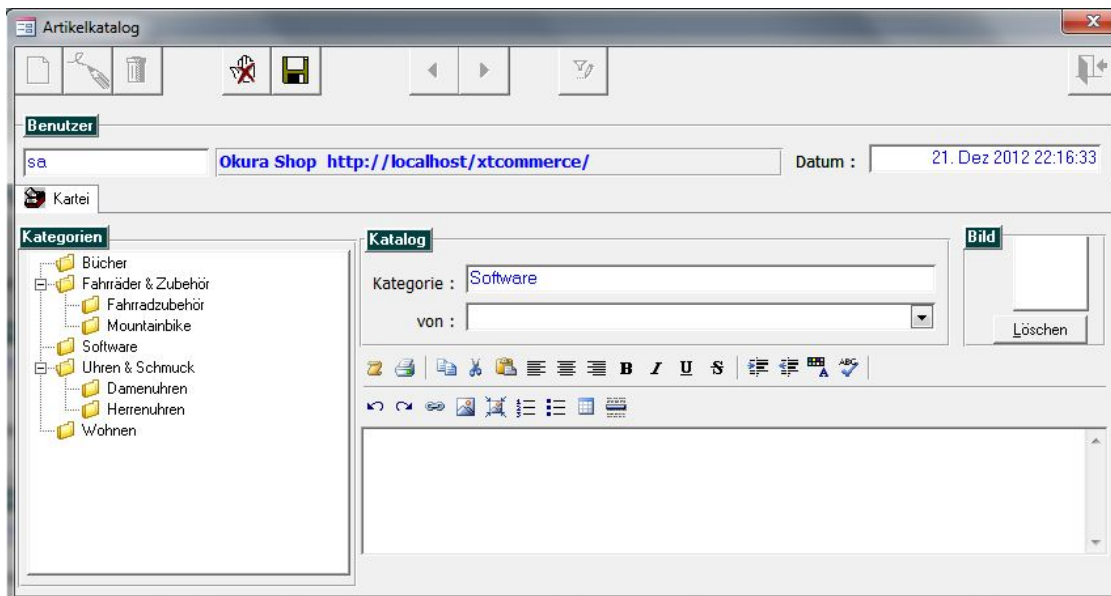 Artikelkatalog
Benutzer
sa
Okura Shop http://localhost/xtcommerce/
Datum :
21. Dez 2012 22:16:33
Kartei
Kategorien
Bücher
Fahrräder & Zubehör
Fahrradzubehör
Mountainbike
Software
Uhren & Schmuck
Damenuhren
Herrenuhren
Wohnen
Katalog
Kategorie :
Software
von :
Bild
Löschen
B I U S
ABC